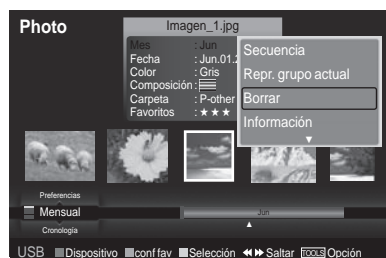 Photo
Imagen_1.jpg
Mes : Jun
Fecha : Jun.01.2
Color : Gris
Composición :
Carpeta : P-other
Favoritos : ★ ★ ★
Secuencia
Repr. grupo actual
Borrar
Información
Preferencias
Mensual
Jun
Cronología
USB Dispositivo conf fav Selección Saltar TOOLS Opción